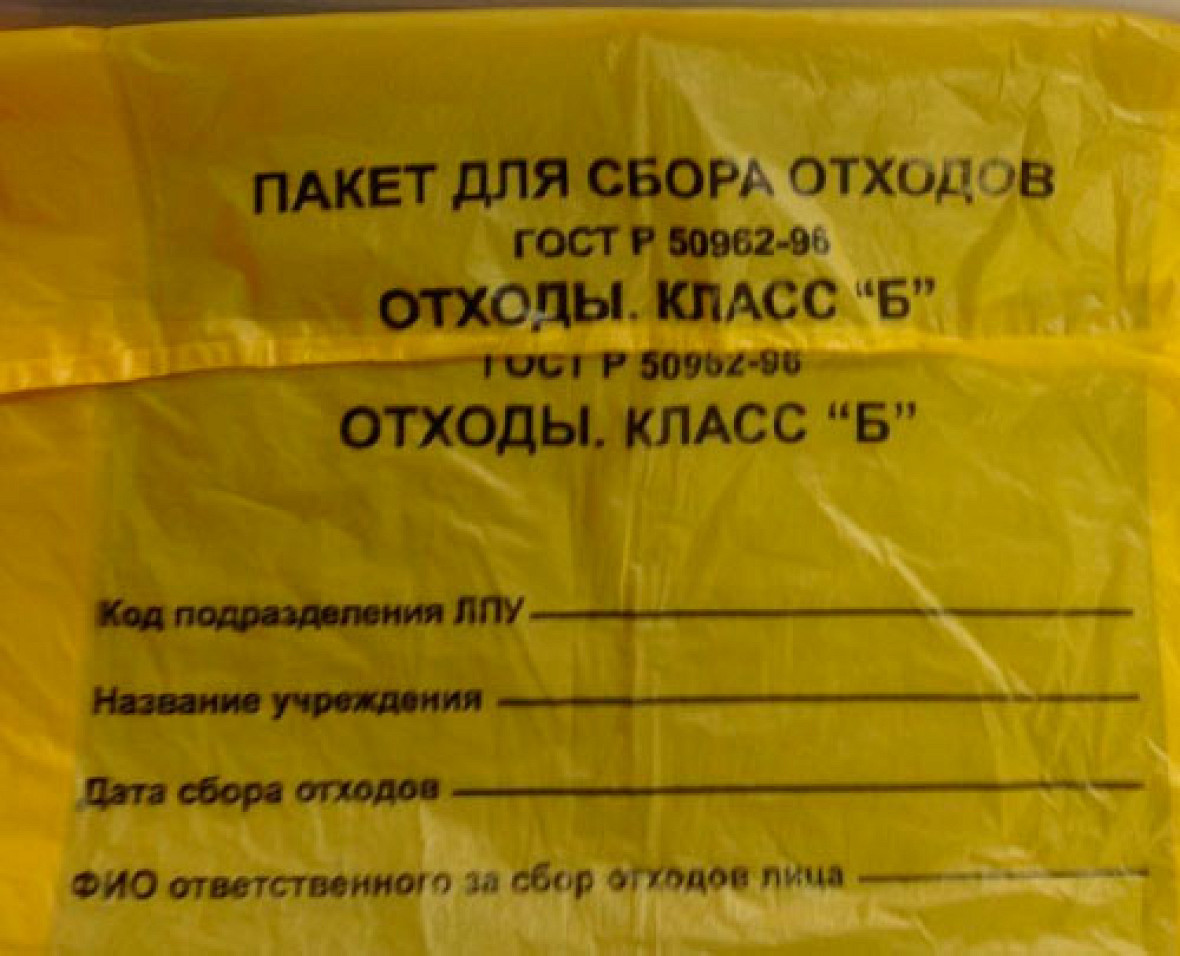 ПАКЕТ ДЛЯ СБОРА ОТХОДОВ
ГОСТ Р 50962-96
ОТХОДЫ. КЛАСС “Б”
ГОСТ Р 50962-96
ОТХОДЫ. КЛАСС “Б”
Код подразделения ЛПУ
Название учреждения
Дата сбора отходов
ФИО ответственного за сбор отходов лица